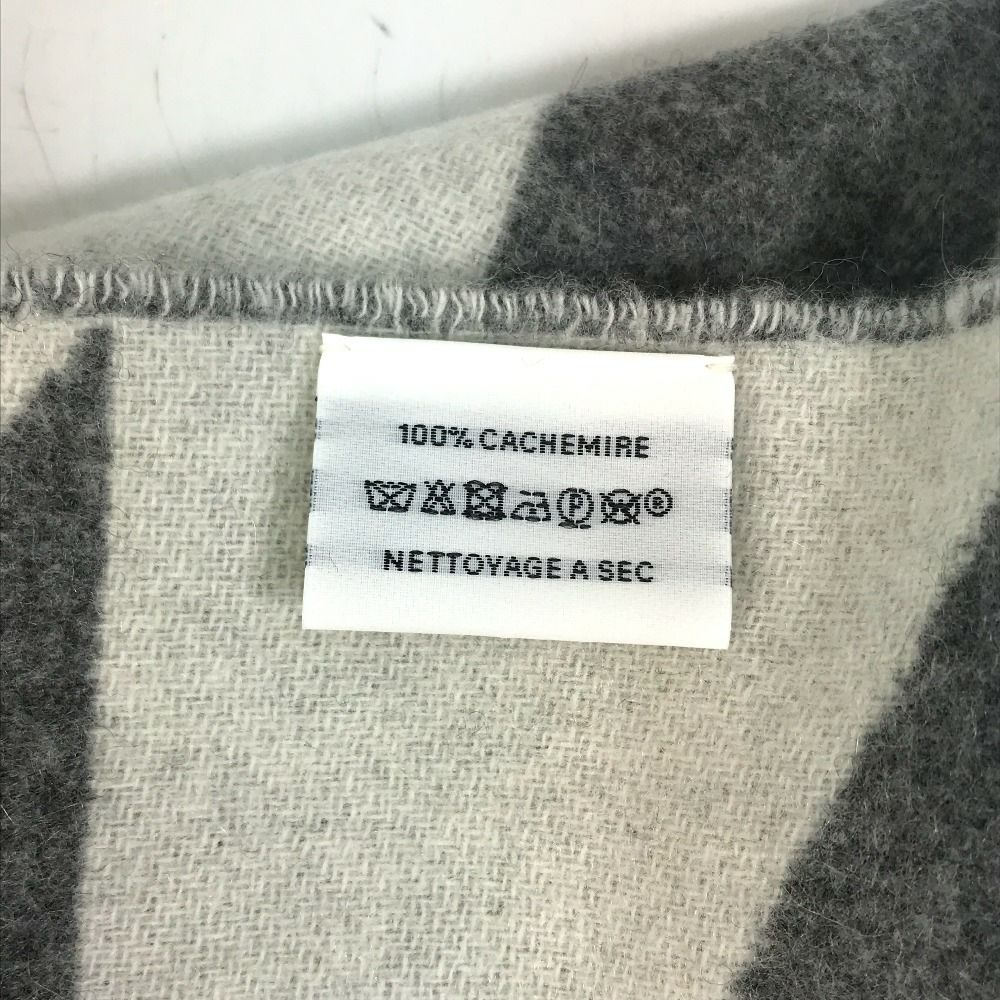 100% CACHEMIRE
P W ®
NETTOYAGE A SEC